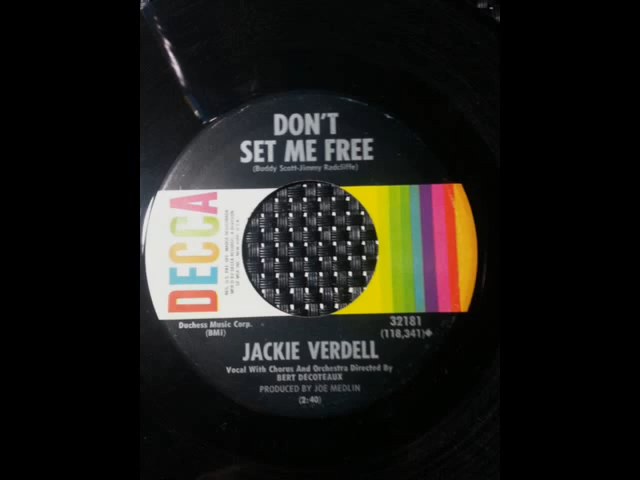 DON'T
SET ME FREE
(Buddy Scott-Jimmy Radcliffe)
DECCA
Duchess Music Corp.
(BMI)
32181
(118,341)◆
JACKIE VERDELL
Vocal With Chorus And Orchestra Directed By
BERT DECOTEAUX
PRODUCED BY JOE MEDLIN
(2:40)